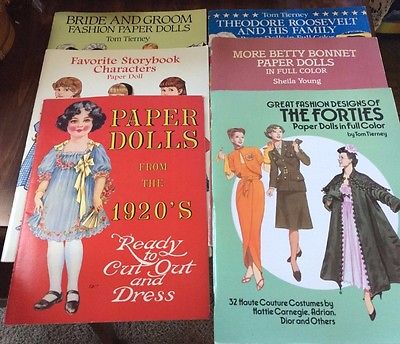 BRIDE AND GROOM
FASHION PAPER DOLLS
Tom Tierney
Tom Tierney
THEODORE ROOSEVELT
AND HIS FAMILY
Favorite Storybook
Characters
Paper Doll
MORE BETTY BONNET
PAPER DOLLS
IN FULL COLOR
Sheila Young
PAPER
DOLLS
FROM
THE
1920'S
Ready
to
Cut Out
and
Dress
GREAT FASHION DESIGNS OF
THE FORTIES
Paper Dolls in Full Color
by Tom Tierney
32 Haute Couture Costumes by
Hattie Carnegie, Adrian,
Dior and Others